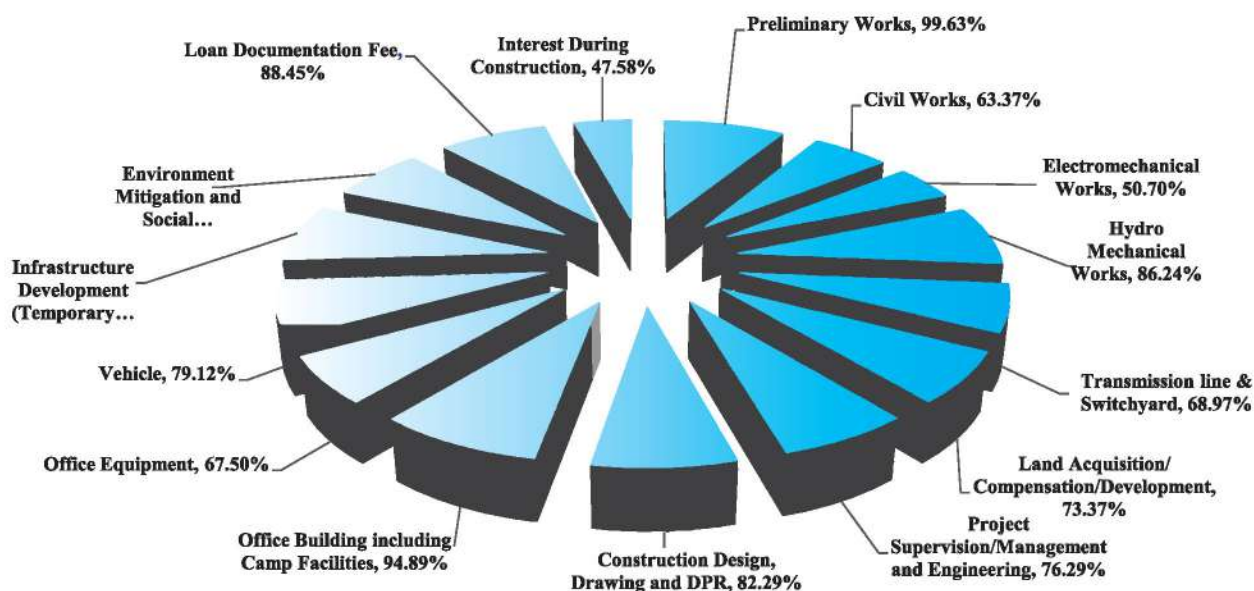 Preliminary Works, 99.63%
Civil Works, 63.37%
Electromechanical
Works, 50.70%
Hydro
Mechanical
Works, 86.24%
Transmission line &
Switchyard, 68.97%
Land Acquisition/
Compensation/Development,
73.37%
Project
Supervision/Management
and Engineering, 76.29%
Construction Design,
Drawing and DPR, 82.29%
Office Building including
Camp Facilities, 94.89%
Office Equipment, 67.50%
Vehicle, 79.12%
Infrastructure
Development
(Temporary…
Environment
Mitigation and
Social…
Loan Documentation Fee,
88.45%
Interest During
Construction, 47.58%